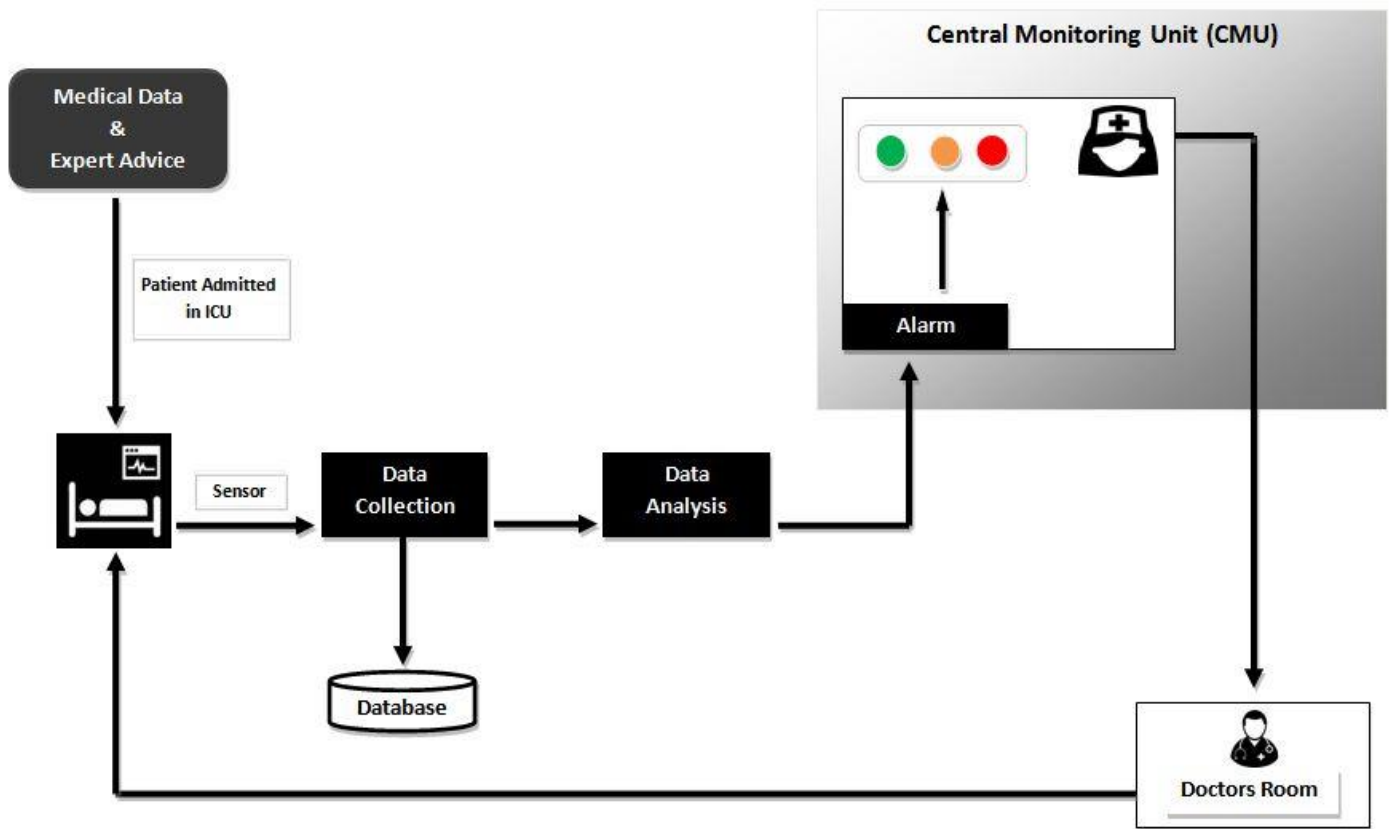 Central Monitoring Unit (CMU)
Medical Data
&
Expert Advice
Patient Admitted
in ICU
Alarm
Sensor
Data
Collection
Data
Analysis
Database
Doctors Room